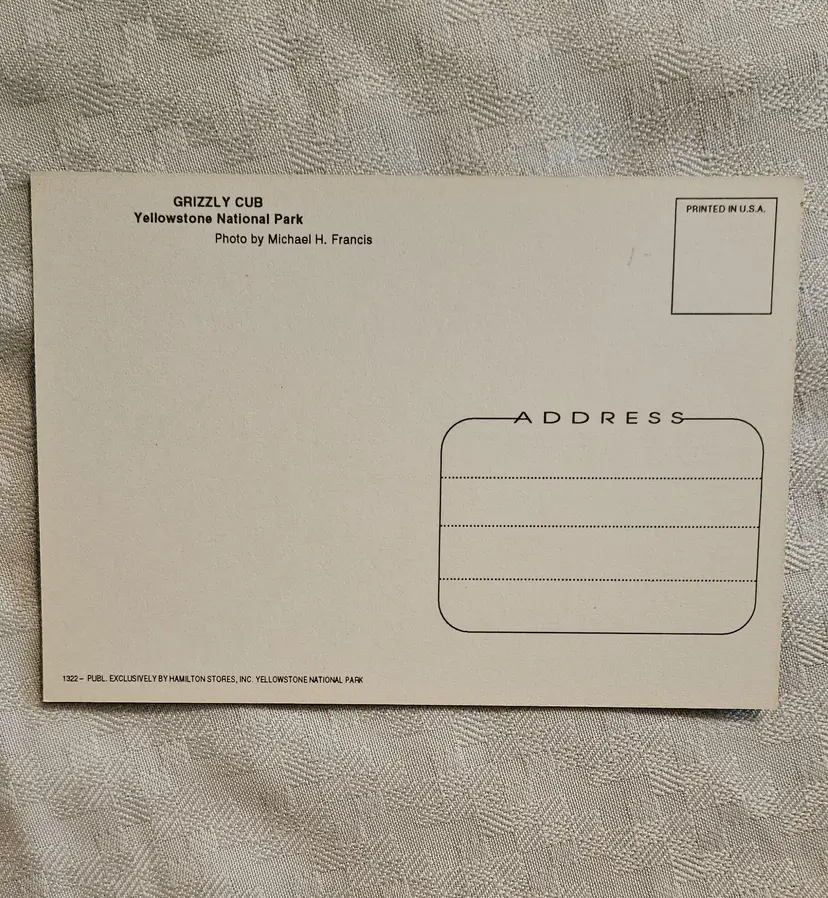 GRIZZLY CUB
Yellowstone National Park
Photo by Michael H. Francis
PRINTED IN U.S.A.
ADDRESS
1322 – PUBL. EXCLUSIVELY BY HAMILTON STORES, INC. YELLOWSTONE NATIONAL PARK